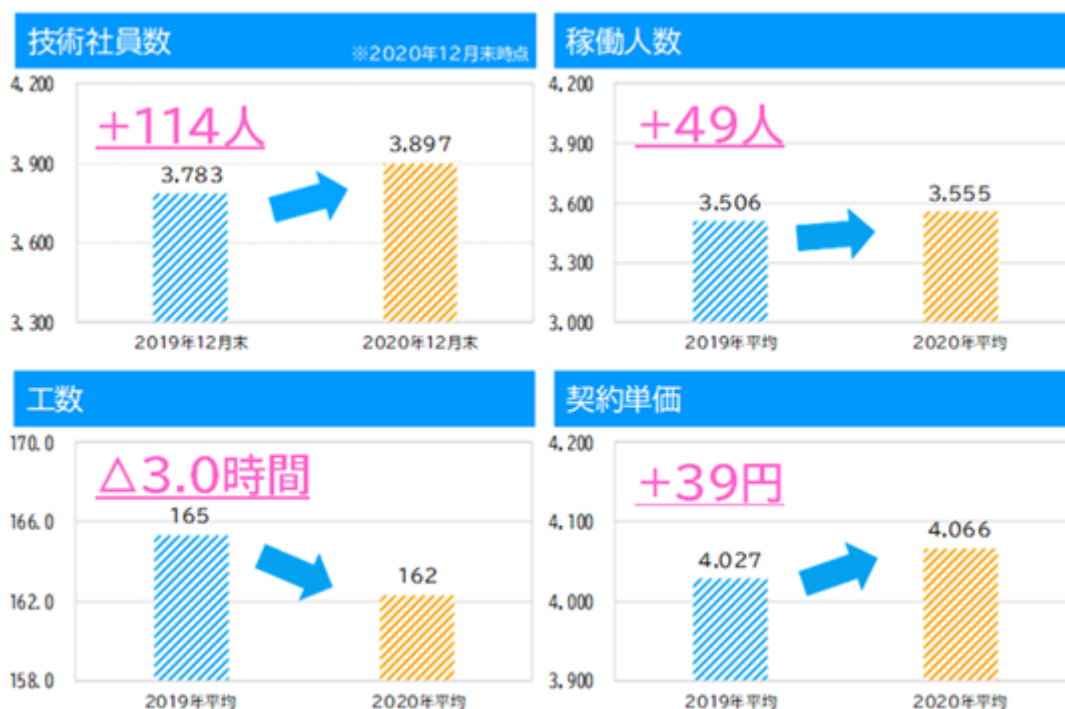 技術社員数 ※2020年12月末時点
4,200
3,900
3,600
3,300
+114人
3.783
3.897
2019年12月末 2020年12月末
稼働人数
4,200
3,900
3,600
3,300
3,000
+49人
3.506
3.555
2019年平均 2020年平均
工数
170.0
166.0
162.0
158.0
△3.0時間
165
162
2019年平均 2020年平均
契約単価
4,200
4,100
4,000
3,900
+39円
4.027
4.066
2019年平均 2020年平均